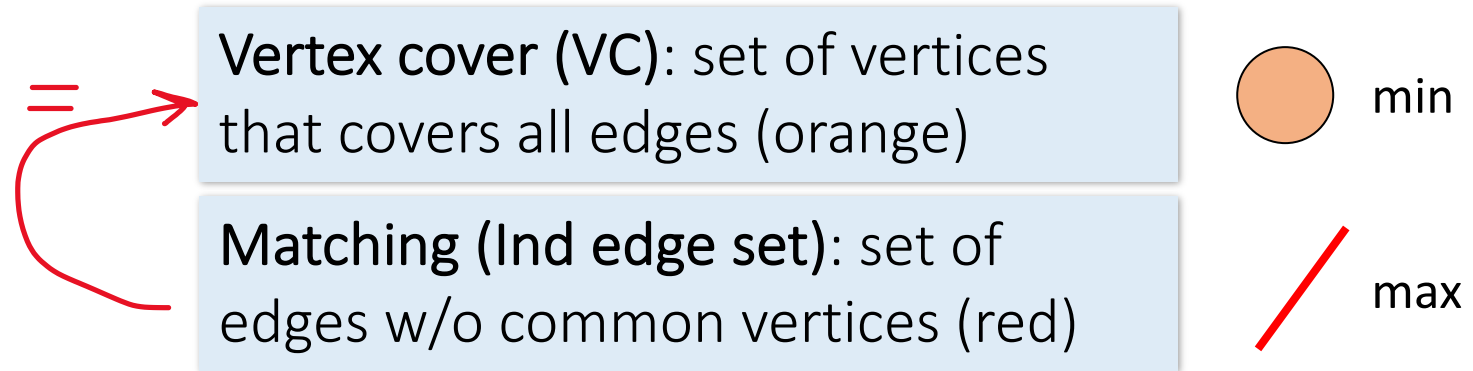 =
Vertex cover (VC): set of vertices
that covers all edges (orange)
min
Matching (Ind edge set): set of
edges w/o common vertices (red)
max